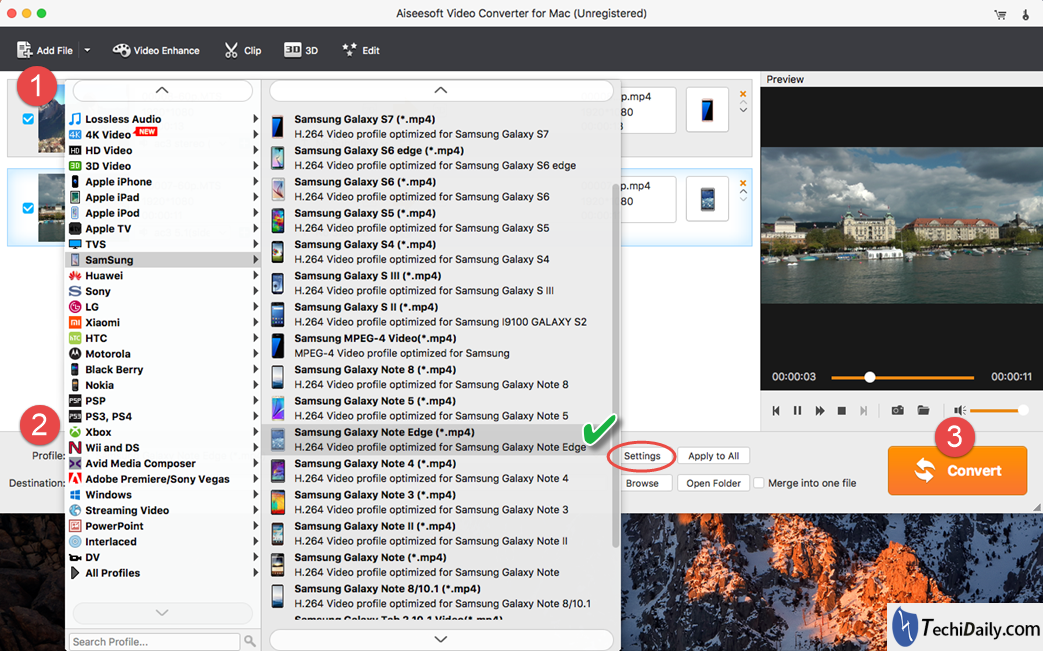 Aiseesoft Video Converter for Mac (Unregistered)
Add File
Video Enhance
Clip
3D 3D
Edit
1
Preview
Lossless Audio
4K 4K Video NEW
HD HD Video
3D 3D Video
Apple iPhone
Apple iPad
Apple iPod
Apple TV
TVS
SamSung
Huawei
Sony
LG
Xiaomi
HTC
Motorola
Black Berry
Nokia
PSP
PS3, PS4
Xbox
Wii and DS
Avid Media Composer
Adobe Premiere/Sony Vegas
Windows
Streaming Video
PowerPoint
Interlaced
DV
All Profiles
Search Profile...
Samsung Galaxy S7 (*.mp4)
H.264 Video profile optimized for Samsung Galaxy S7
Samsung Galaxy S6 edge (*.mp4)
H.264 Video profile optimized for Samsung Galaxy S6 edge
Samsung Galaxy S6 (*.mp4)
H.264 Video profile optimized for Samsung Galaxy S6
Samsung Galaxy S5 (*.mp4)
H.264 Video profile optimized for Samsung Galaxy S5
Samsung Galaxy S4 (*.mp4)
H.264 Video profile optimized for Samsung Galaxy S4
Samsung Galaxy S III (*.mp4)
H.264 Video profile optimized for Samsung Galaxy S III
Samsung Galaxy S II (*.mp4)
H.264 Video profile optimized for Samsung I9100 GALAXY S2
Samsung MPEG-4 Video(*.mp4)
MPEG-4 Video profile optimized for Samsung
Samsung Galaxy Note 8 (*.mp4)
H.264 Video profile optimized for Samsung Galaxy Note 8
Samsung Galaxy Note 5 (*.mp4)
H.264 Video profile optimized for Samsung Galaxy Note 5
Samsung Galaxy Note Edge (*.mp4)
H.264 Video profile optimized for Samsung Galaxy Note Edge
Samsung Galaxy Note 4 (*.mp4)
H.264 Video profile optimized for Samsung Galaxy Note 4
Samsung Galaxy Note 3 (*.mp4)
H.264 Video profile optimized for Samsung Galaxy Note 3
Samsung Galaxy Note II (*.mp4)
H.264 Video profile optimized for Samsung Galaxy Note II
Samsung Galaxy Note (*.mp4)
H.264 Video profile optimized for Samsung Galaxy Note
Samsung Galaxy Note 8/10.1 (*.mp4)
H.264 Video profile optimized for Samsung Galaxy Note 8/10.1
Samsung Galaxy Tab 2 10.1 Video(*.mp4)
p.mp4
80
p.mp4
80
00:00:03
00:00:11
2
Profile:
Destination:
Settings
Apply to All
Browse
Open Folder
Merge into one file
3
Convert
TechiDaily.com